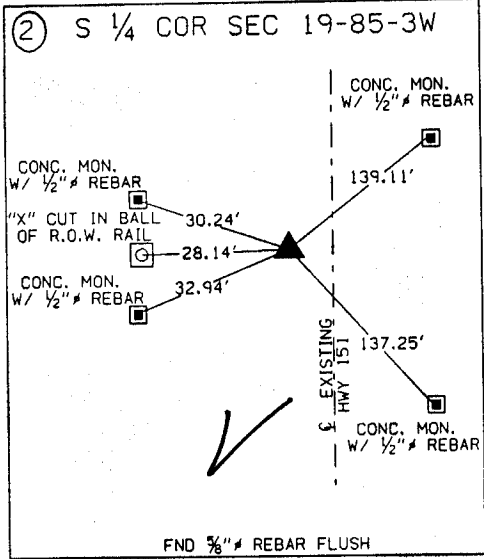 ② S 1/4 COR SEC 19-85-3W
CONC. MON.
W/ 1/2"ø REBAR
139.11'
CONC. MON.
W/ 1/2"ø REBAR
30.24'
"X" CUT IN BALL
OF R.O.W. RAIL
28.14'
CONC. MON.
W/ 1/2"ø REBAR
32.94'
℄ EXISTING
HWY 151
137.25'
CONC. MON.
W/ 1/2"ø REBAR
FND 5/8"ø REBAR FLUSH